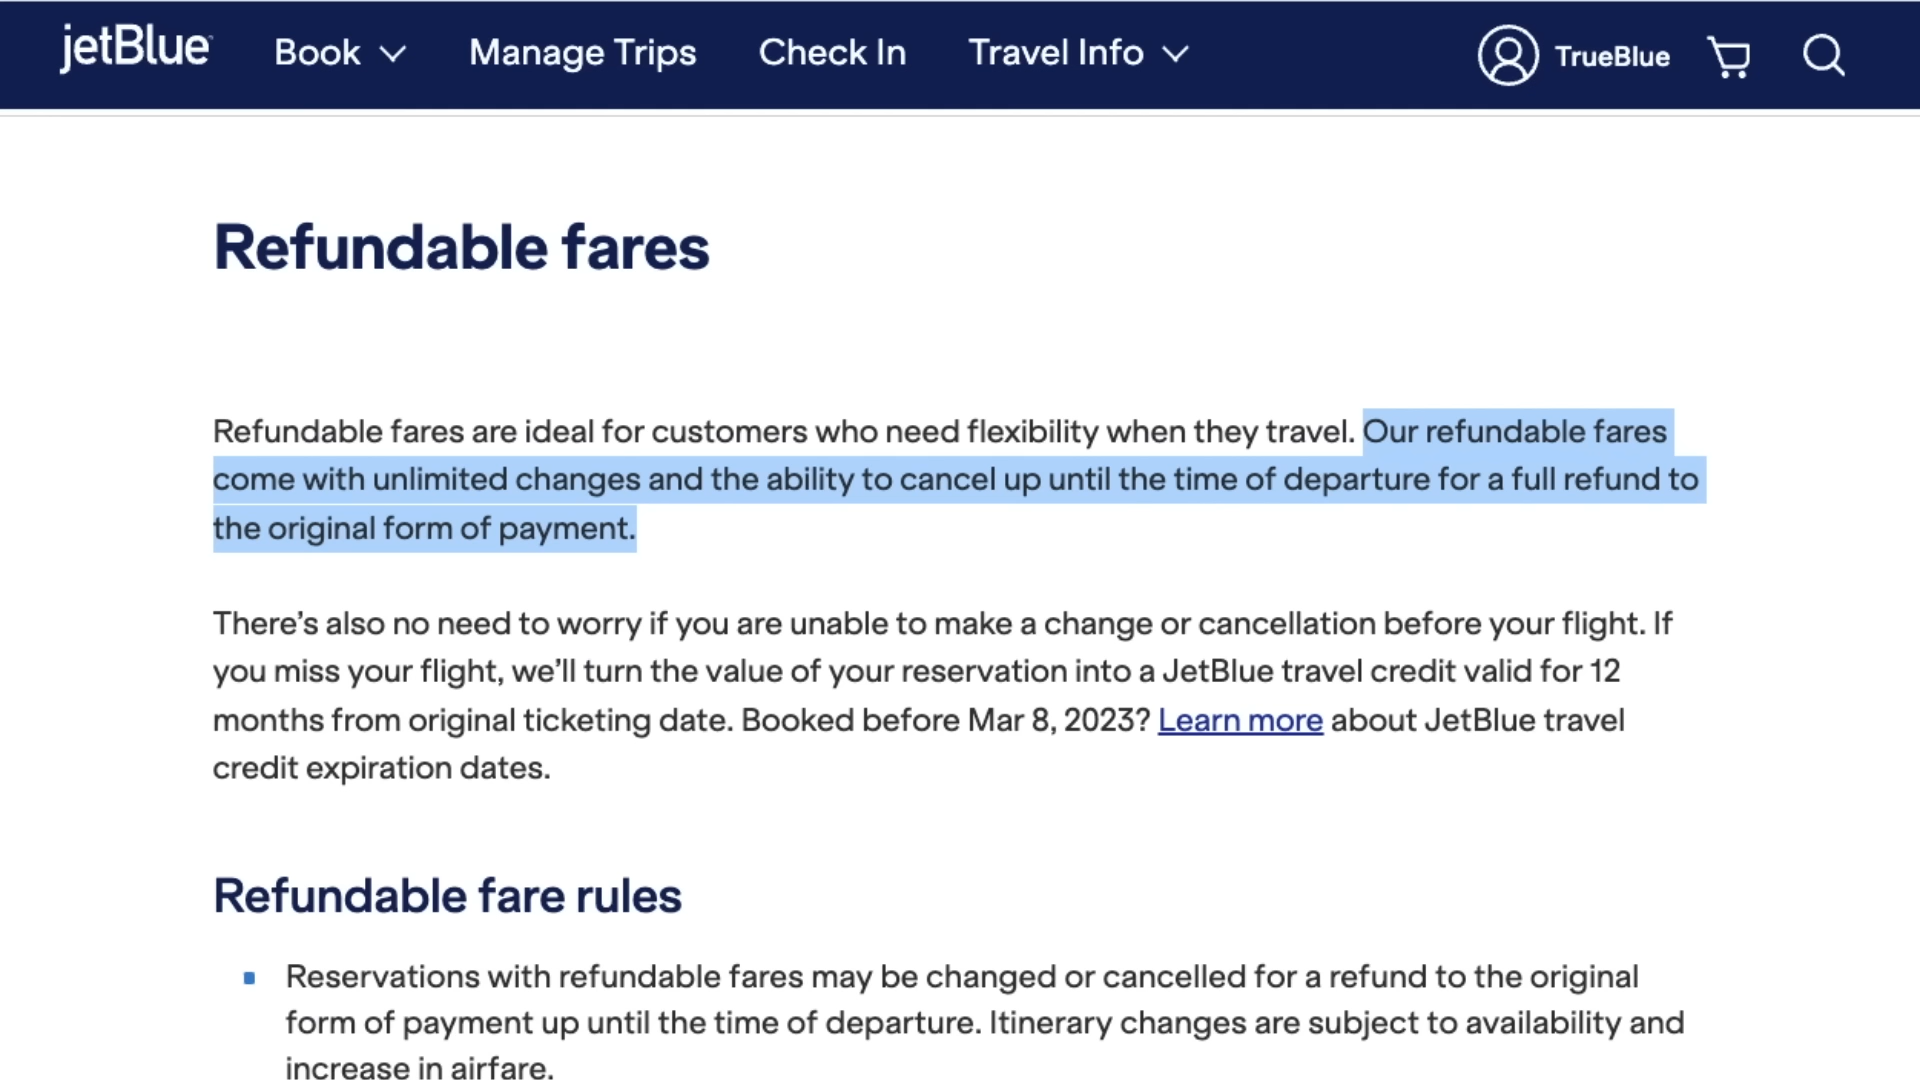 jetBlue Book Manage Trips Check In Travel Info TrueBlue
Refundable fares
Refundable fares are ideal for customers who need flexibility when they travel. Our refundable fares
come with unlimited changes and the ability to cancel up until the time of departure for a full refund to
the original form of payment.
There’s also no need to worry if you are unable to make a change or cancellation before your flight. If
you miss your flight, we’ll turn the value of your reservation into a JetBlue travel credit valid for 12
months from original ticketing date. Booked before Mar 8, 2023? Learn more about JetBlue travel
credit expiration dates.
Refundable fare rules
Reservations with refundable fares may be changed or cancelled for a refund to the original
form of payment up until the time of departure. Itinerary changes are subject to availability and
increase in airfare.